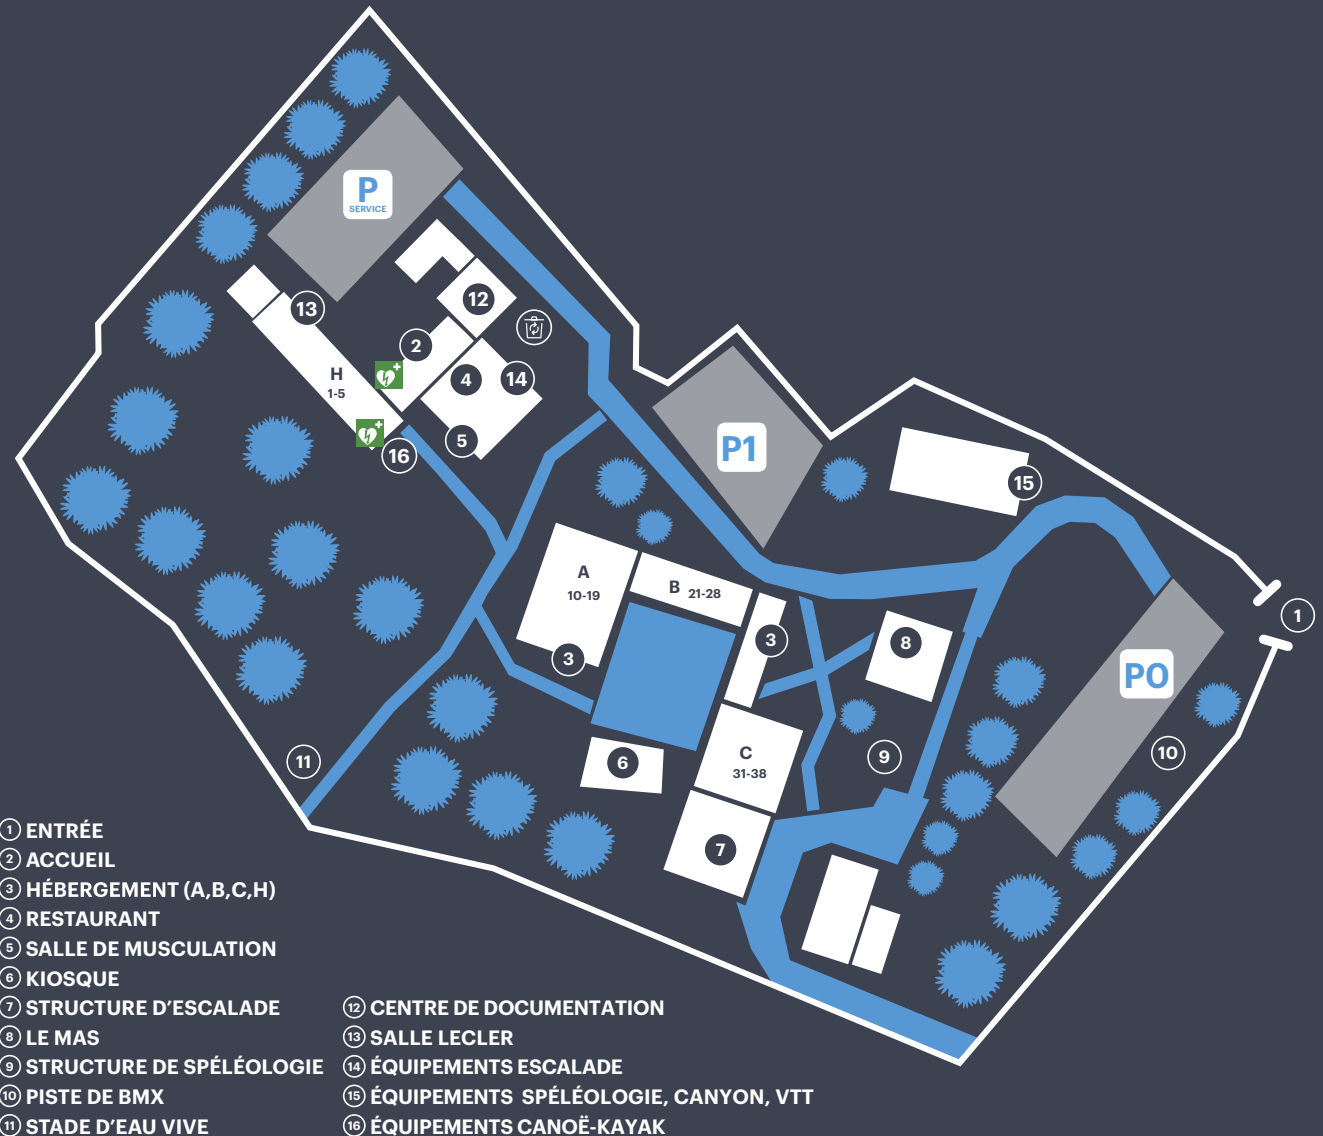 P
SERVICE
13
12
2
H
1-5
4
14
5
16
P1
15
A
10-19
B 21-28
3
3
8
1
P0
C
31-38
6
9
10
11
7
1 ENTRÉE
2 ACCUEIL
3 HÉBERGEMENT (A,B,C,H)
4 RESTAURANT
5 SALLE DE MUSCULATION
6 KIOSQUE
7 STRUCTURE D'ESCALADE
8 LE MAS
9 STRUCTURE DE SPÉLÉOLOGIE
10 PISTE DE BMX
11 STADE D'EAU VIVE
12 CENTRE DE DOCUMENTATION
13 SALLE LECLER
14 ÉQUIPEMENTS ESCALADE
15 ÉQUIPEMENTS SPÉLÉOLOGIE, CANYON, VTT
16 ÉQUIPEMENTS CANOË-KAYAK